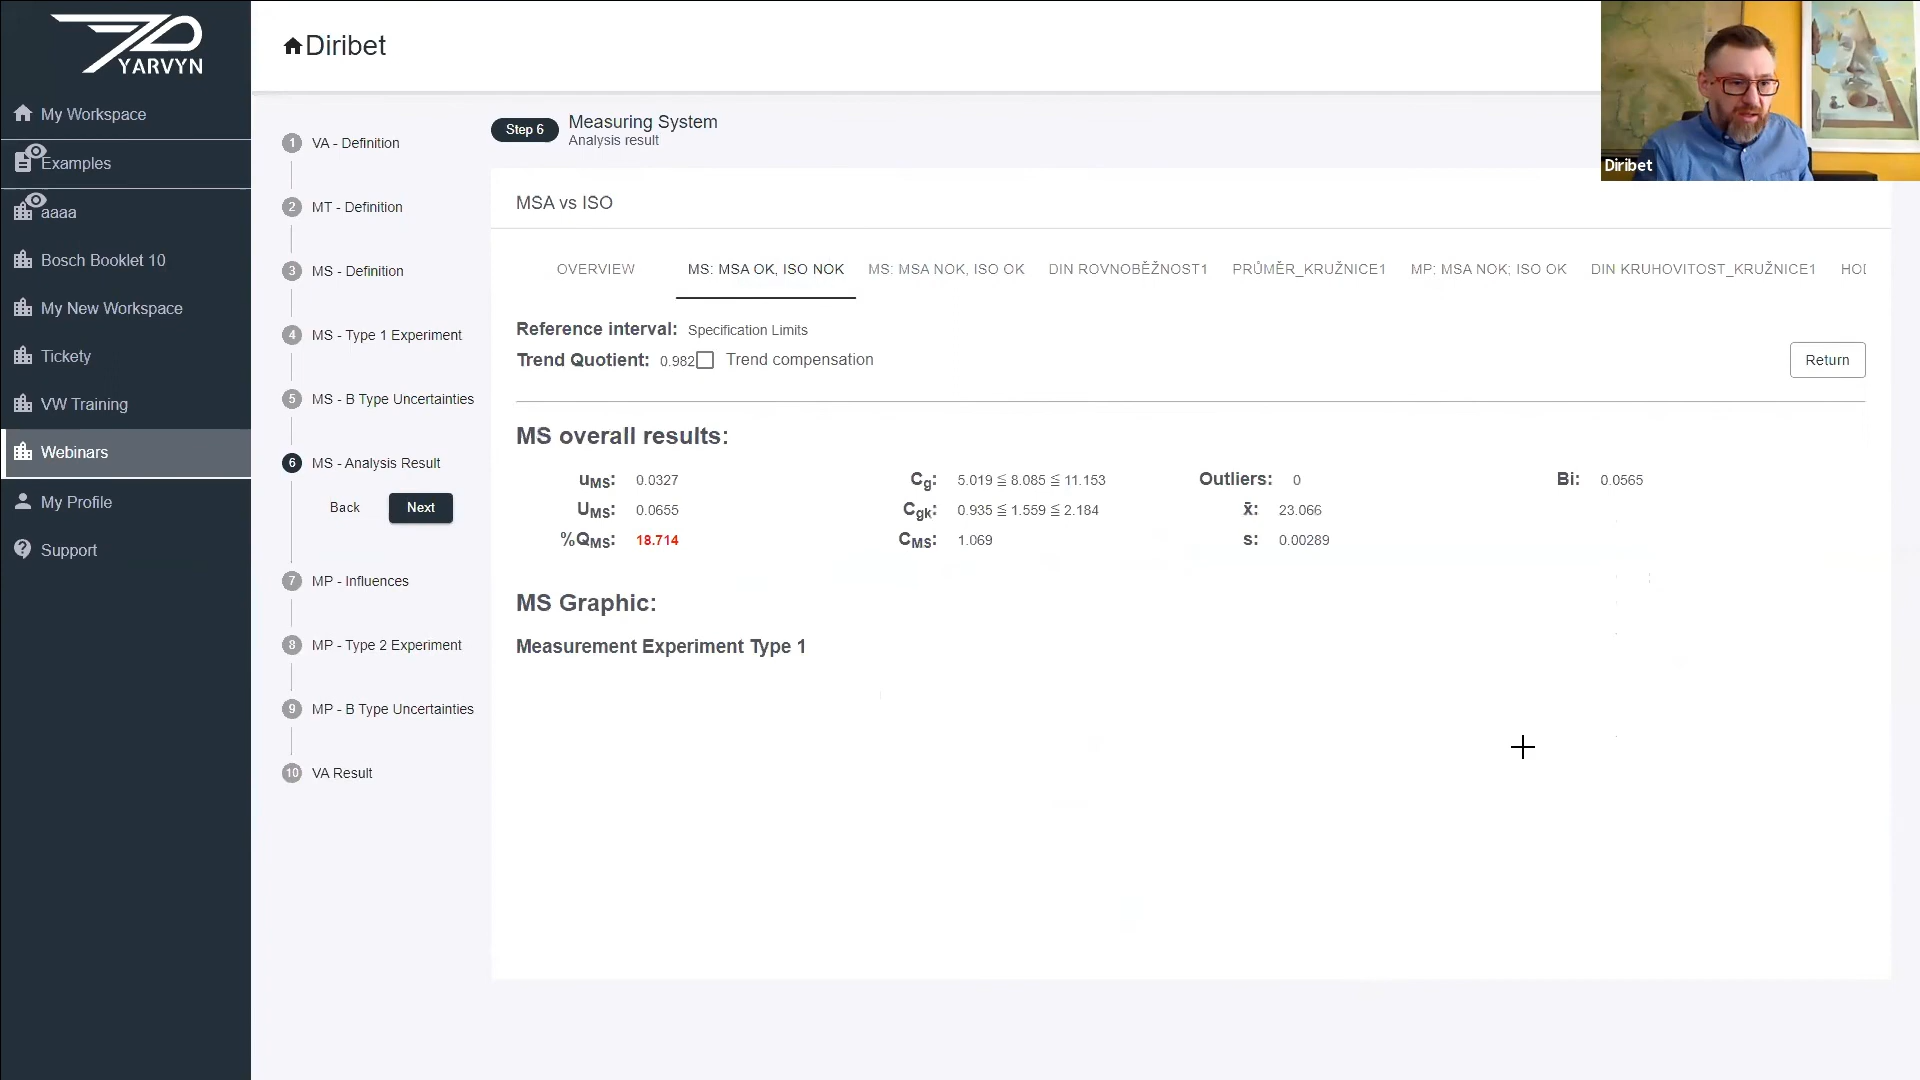 YARVYN
My Workspace
Examples
aaaa
Bosch Booklet 10
My New Workspace
Tickety
VW Training
Webinars
My Profile
Support
Diribet
1 VA - Definition
2 MT - Definition
3 MS - Definition
4 MS - Type 1 Experiment
5 MS - B Type Uncertainties
6 MS - Analysis Result
Back Next
7 MP - Influences
8 MP - Type 2 Experiment
9 MP - B Type Uncertainties
10 VA Result
Step 6 Measuring System
Analysis result
MSA vs ISO
OVERVIEW MS: MSA OK, ISO NOK MS: MSA NOK, ISO OK DIN ROVNOBĚŽNOST1 PRŮMĚR_KRUŽNICE1 MP; MSA NOK; ISO OK DIN KRUHOVITOST_KRUŽNICE1
Reference interval: Specification Limits
Trend Quotient: 0.982 Trend compensation
Return
MS overall results:
uMS: 0.0327 Cg: 5.019 ≦ 8.085 ≦ 11.153 Outliers: 0 Bi: 0.0565
UMS: 0.0655 Cgk: 0.935 ≦ 1.559 ≦ 2.184 x̄: 23.066
%QMS: 18.714 CMS: 1.069 s: 0.00289
MS Graphic:
Measurement Experiment Type 1
Diribet